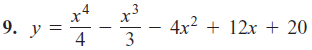 9. y = x⁴/4 − x³/3 − 4x² + 12x + 20